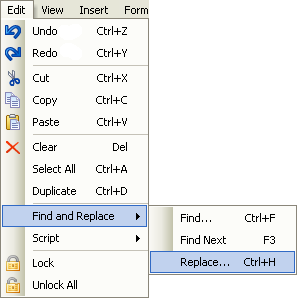 Edit View Insert Form
Undo Ctrl+Z
Redo Ctrl+Y
Cut Ctrl+X
Copy Ctrl+C
Paste Ctrl+V
Clear Del
Select All Ctrl+A
Duplicate Ctrl+D
Find and Replace
Find... Ctrl+F
Script
Find Next F3
Lock
Replace... Ctrl+H
Unlock All